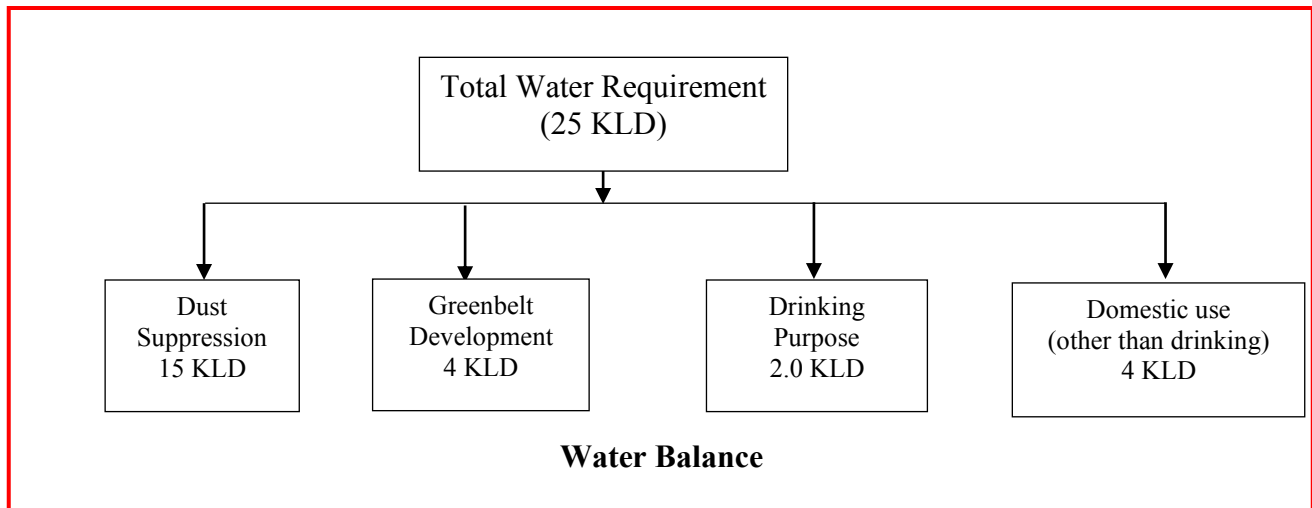 Total Water Requirement
(25 KLD)
Dust
Suppression
15 KLD
Greenbelt
Development
4 KLD
Drinking
Purpose
2.0 KLD
Domestic use
(other than drinking)
4 KLD
Water Balance